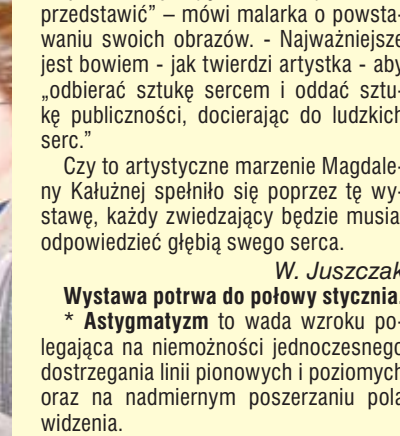 przedstawić” – mówi malarka o powsta-
waniu swoich obrazów. - Najważniejsze
jest bowiem - jak twierdzi artystka - aby
„odbierać sztukę sercem i oddać sztu-
kę publiczności, docierając do ludzkich
serc.”
Czy to artystyczne marzenie Magdale-
ny Kałużnej spełniło się poprzez tę wy-
stawę, każdy zwiedzający będzie musiał
odpowiedzieć głębią swego serca.
W. Juszczak
Wystawa potrwa do połowy stycznia.
* Astygmatyzm to wada wzroku po-
legająca na niemożności jednoczesnego
dostrzegania linii pionowych i poziomych
oraz na nadmiernym poszerzaniu pola
widzenia.